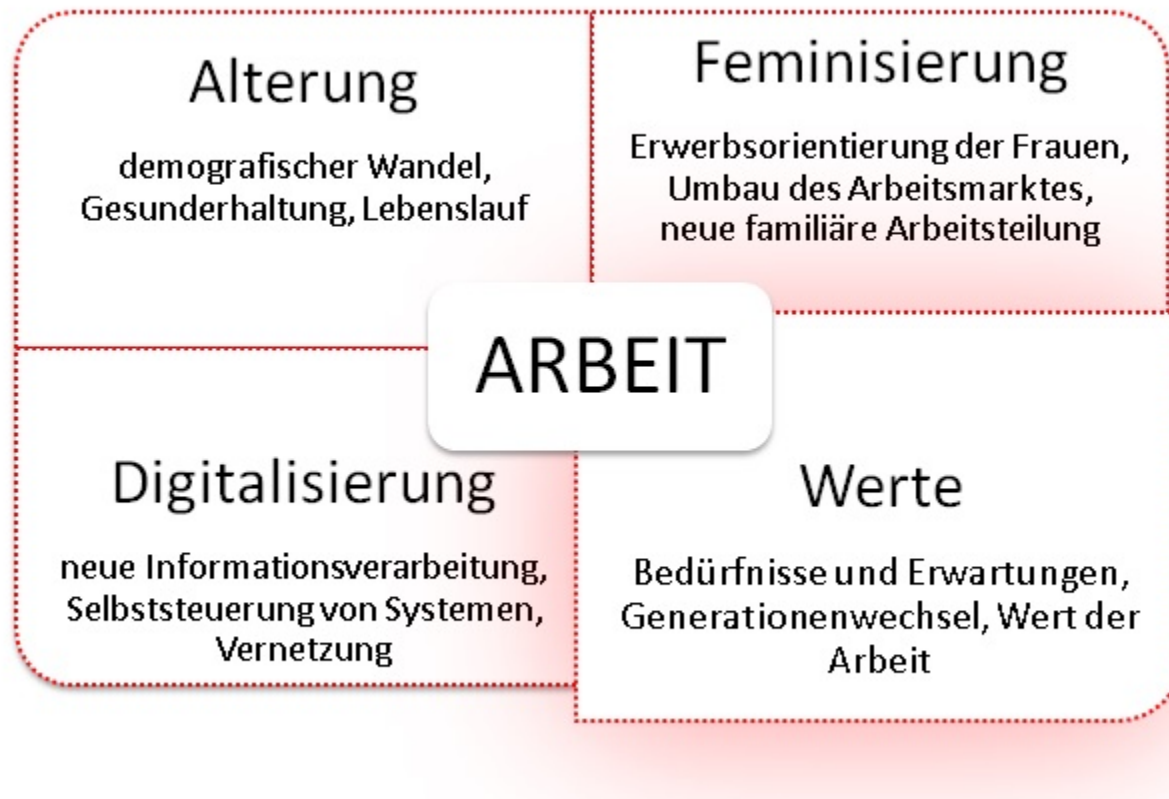 Alterung
demografischer Wandel,
Gesunderhaltung, Lebenslauf
Feminisierung
Erwerbsorientierung der Frauen,
Umbau des Arbeitsmarktes,
neue familiäre Arbeitsteilung
ARBEIT
Digitalisierung
neue Informationsverarbeitung,
Selbststeuerung von Systemen,
Vernetzung
Werte
Bedürfnisse und Erwartungen,
Generationenwechsel, Wert der
Arbeit